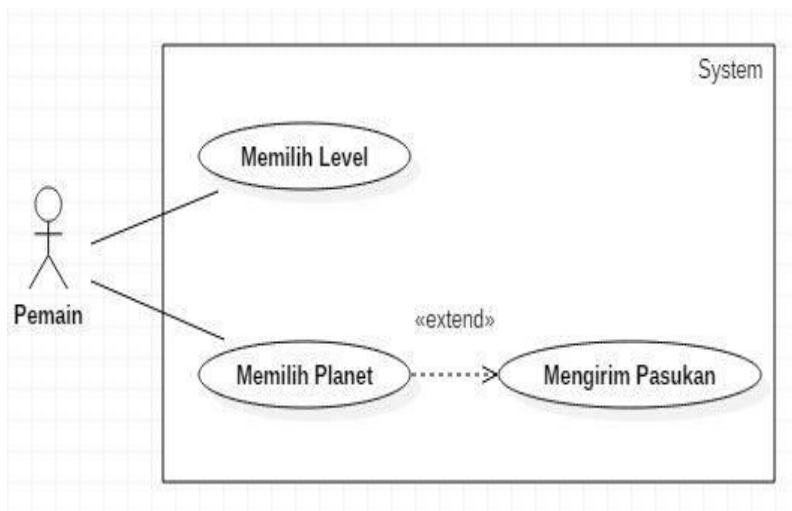 System
Memilih Level
Pemain
«extend»
Memilih Planet
Mengirim Pasukan